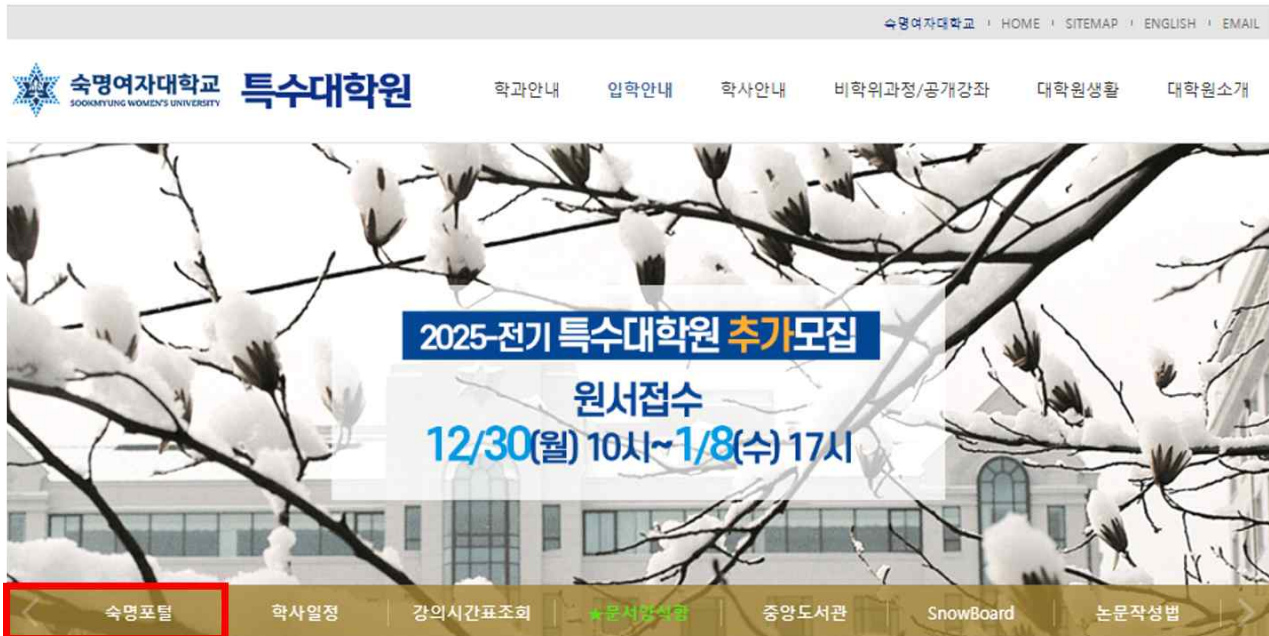 숙명여자대학교 HOME SITEMAP ENGLISH EMAIL
숙명여자대학교 특수대학원
SOOKMYUNG WOMEN'S UNIVERSITY
학과안내 입학안내 학사안내 비학위과정/공개강좌 대학원생활 대학원소개
2025-전기 특수대학원 추가모집
원서접수
12/30(월) 10시~1/8(수) 17시
숙명포털 학사일정 강의시간표조회 ★문서양식함 중앙도서관 SnowBoard 논문작성법